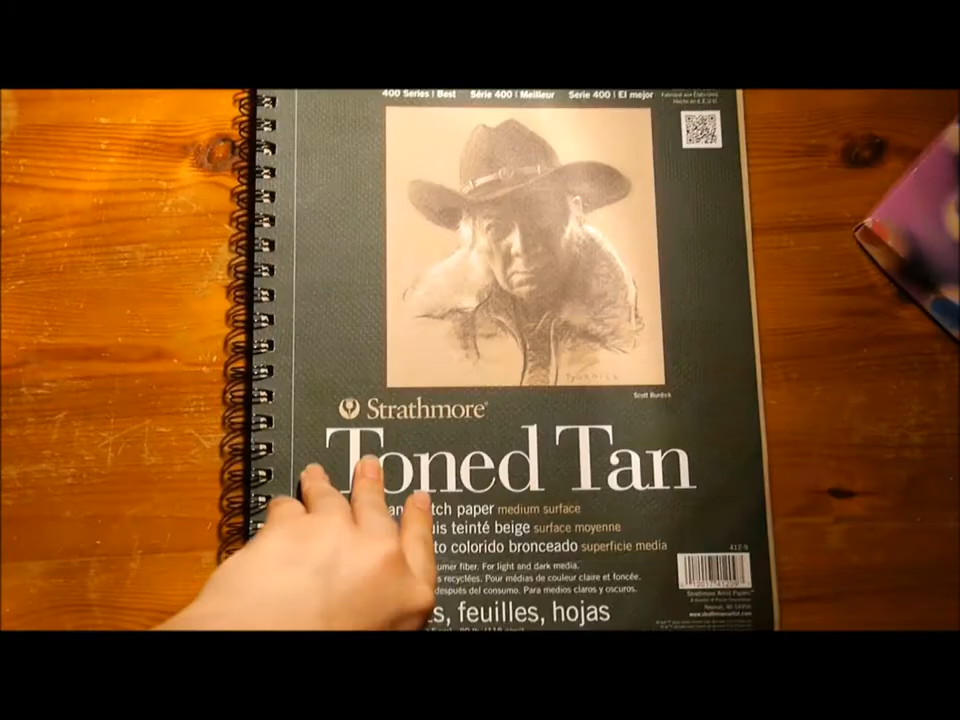 400 Series | Best Série 400 | Meilleur Serie 400 | El mejor
Scott Burdick
Strathmore®
Toned Tan
tch paper medium surface
uis teinté beige surface moyenne
to colorido bronceado superficie media
412-9
umer fiber. For light and dark media.
s recyclées. Pour médias de couleur claire et foncée.
después del consumo. Para medios claros y oscuros.
s, feuilles, hojas